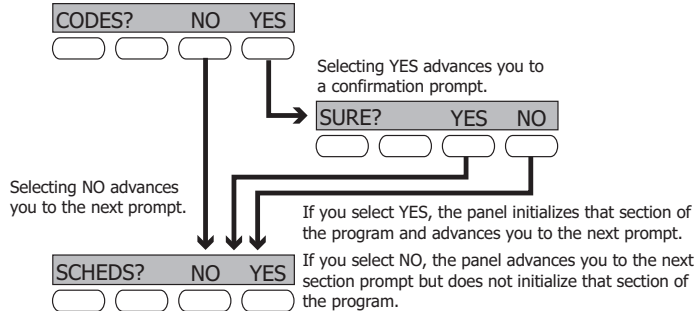 CODES? NO YES
Selecting YES advances you to
a confirmation prompt.
SURE? YES NO
Selecting NO advances
you to the next prompt.
If you select YES, the panel initializes that section of
the program and advances you to the next prompt.
SCHEDS? NO YES
If you select NO, the panel advances you to the next
section prompt but does not initialize that section of
the program.